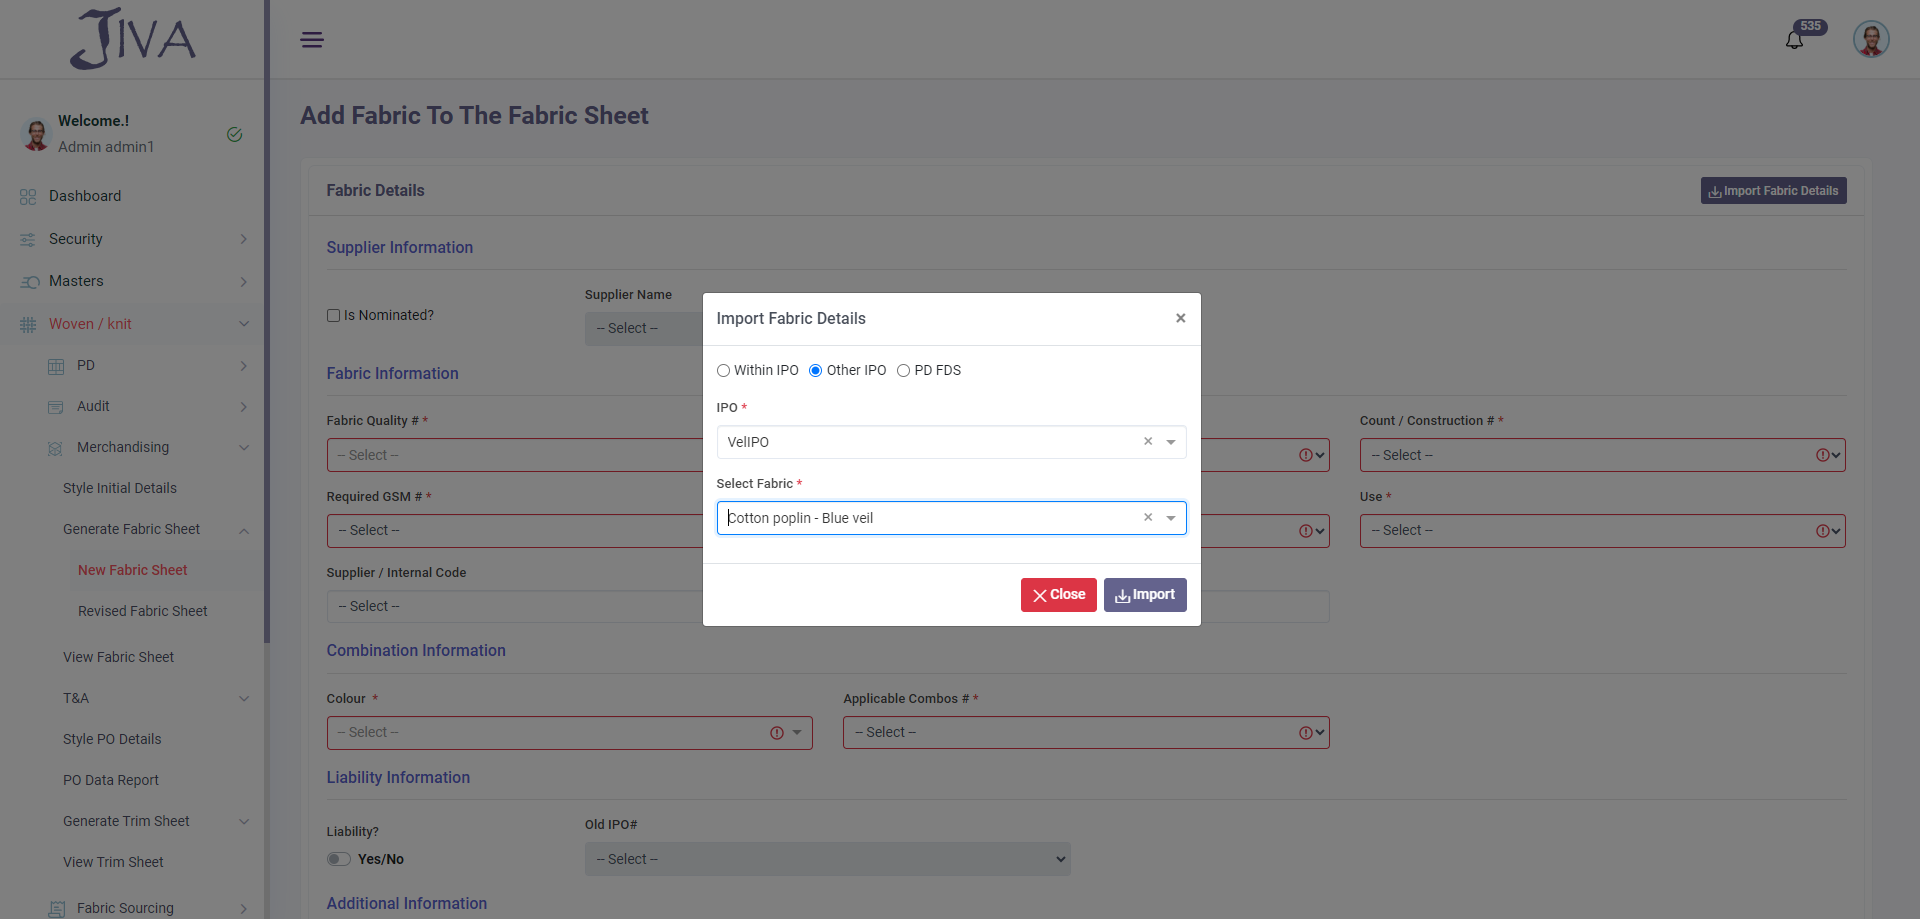 JIVA
535
Welcome.!
Admin admin1
Dashboard
Security
Masters
Woven / knit
PD
Audit
Merchandising
Style Initial Details
Generate Fabric Sheet
New Fabric Sheet
Revised Fabric Sheet
View Fabric Sheet
T&A
Style PO Details
PO Data Report
Generate Trim Sheet
View Trim Sheet
Fabric Sourcing
Add Fabric To The Fabric Sheet
Fabric Details
Import Fabric Details
Supplier Information
Is Nominated?
Supplier Name
-- Select --
Fabric Information
Fabric Quality # *
-- Select --
Count / Construction # *
-- Select --
Required GSM # *
-- Select --
Use *
-- Select --
Supplier / Internal Code
-- Select --
Combination Information
Colour *
-- Select --
Applicable Combos # *
-- Select --
Liability Information
Liability?
Yes/No
Old IPO#
-- Select --
Additional Information
Import Fabric Details
×
Within IPO Other IPO PD FDS
IPO *
VelIPO ×
Select Fabric *
Cotton poplin - Blue veil ×
Close Import